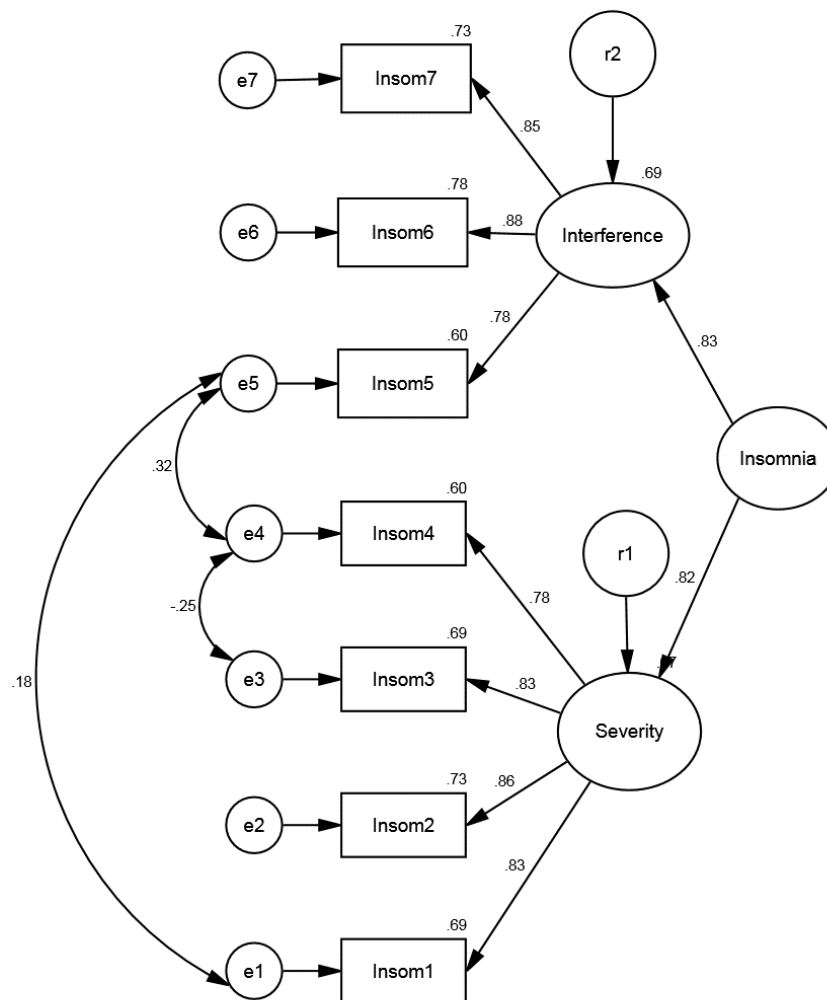 .73
r2
e7
Insom7
.85
.78
.69
e6
Insom6
.88
Interference
.78
.60
.83
e5
Insom5
.32
Insomnia
.60
e4
Insom4
r1
.82
-.25
.78
.69
e3
Insom3
.83
.18
Severity
.73
.86
e2
Insom2
.83
.69
e1
Insom1